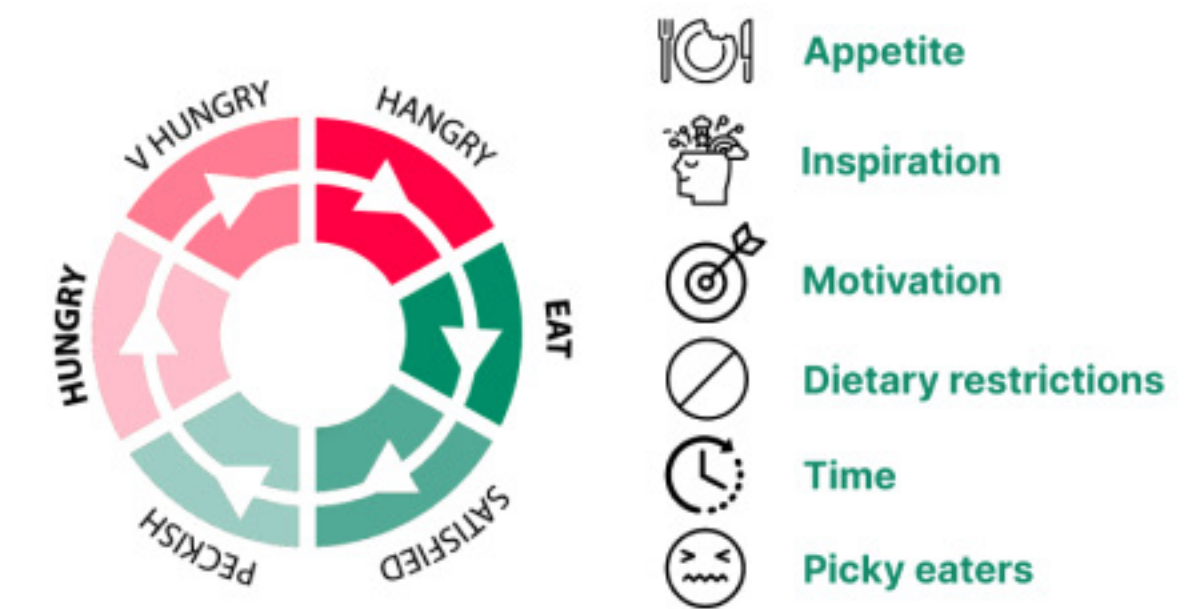 V HUNGRY
HANGRY
EAT
SATISFIED
PECKISH
HUNGRY
Appetite
Inspiration
Motivation
Dietary restrictions
Time
Picky eaters